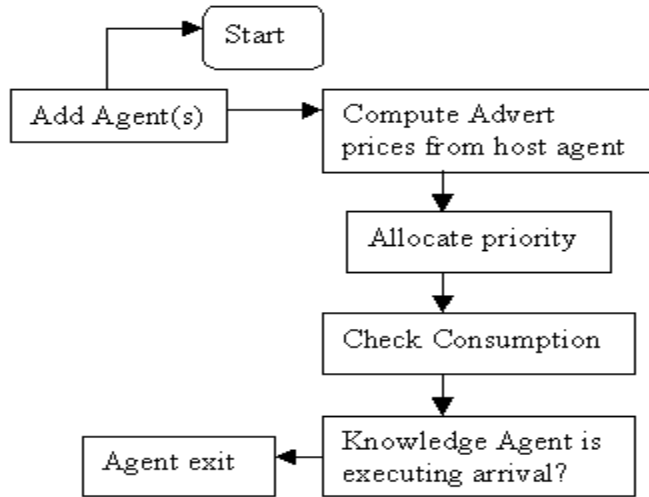 Start
Add Agent(s)
Compute Advert
prices from host agent
Allocate priority
Check Consumption
Knowledge Agent is
executing arrival?
Agent exit